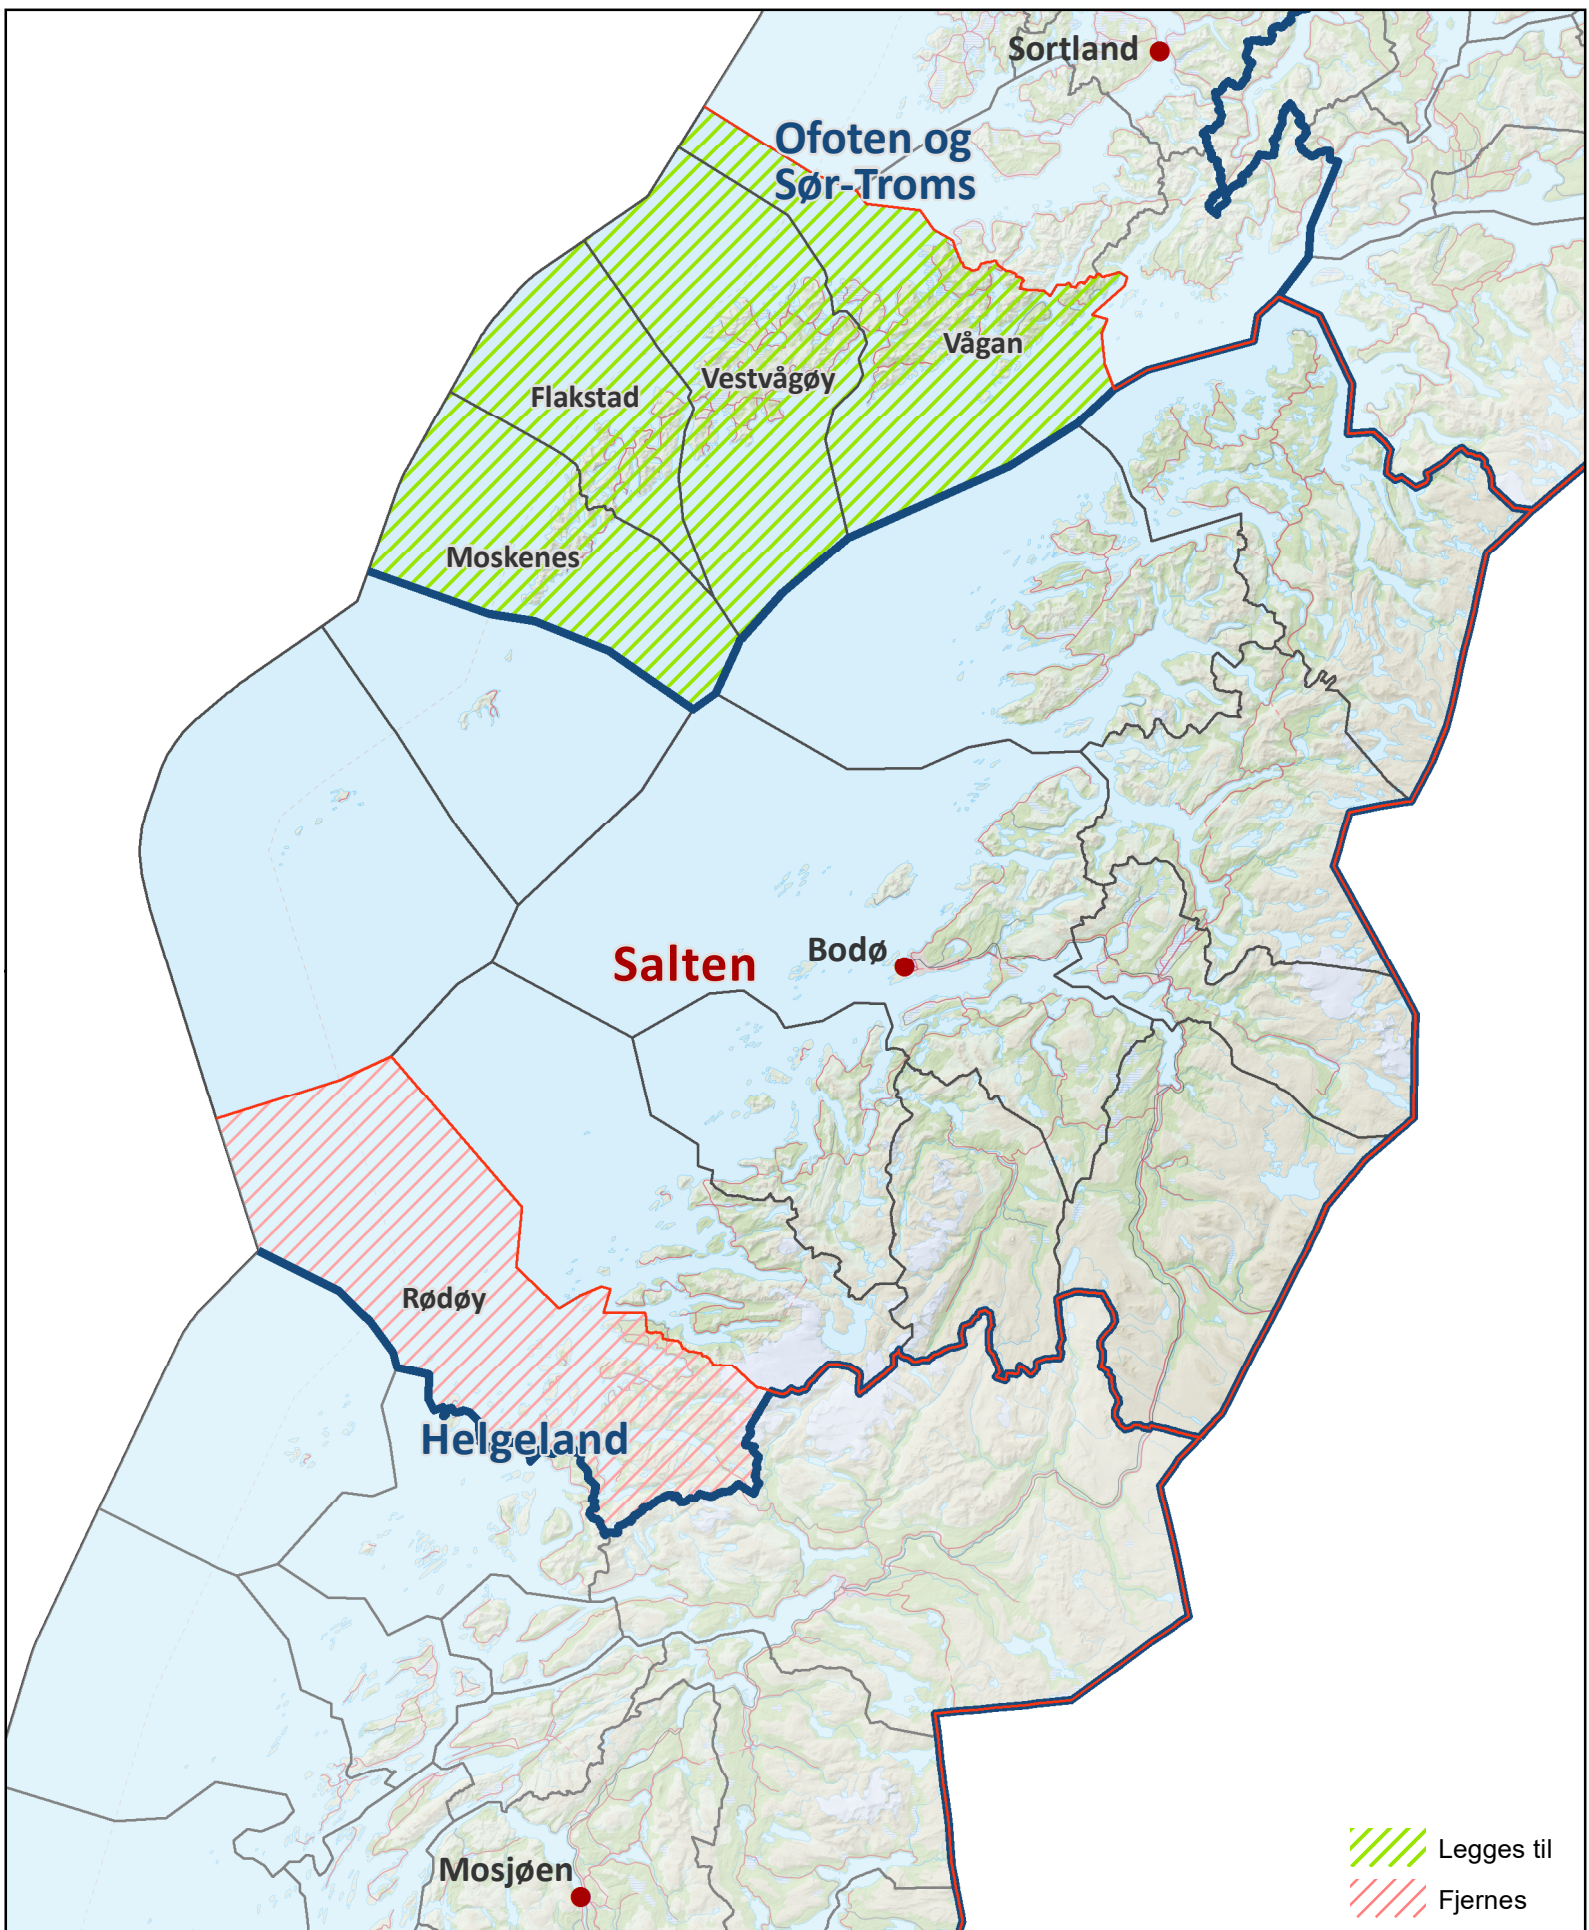 Sortland
Ofoten og
Sør-Troms
Vågan
Vestvågøy
Flakstad
Moskenes
Bodø
Salten
Rødøy
Helgeland
Mosjøen
Legges til
Fjernes